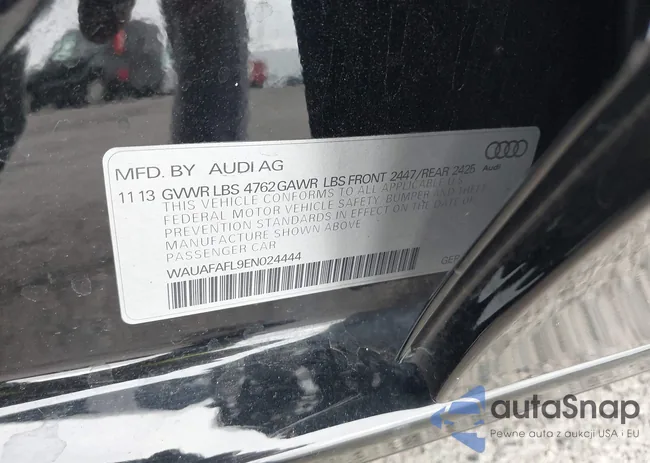 MFD. BY AUDI AG
Audi
11 13 GVWR LBS 4762 GAWR LBS FRONT 2447/REAR 2425
THIS VEHICLE CONFORMS TO ALL APPLICABLE U.S.
FEDERAL MOTOR VEHICLE SAFETY, BUMPER AND THEFT
PREVENTION STANDARDS IN EFFECT ON THE DATE OF
MANUFACTURE SHOWN ABOVE
PASSENGER CAR
WAUAFAFL9EN024444
autaSnap
Pewne auta z aukcji USA i EU